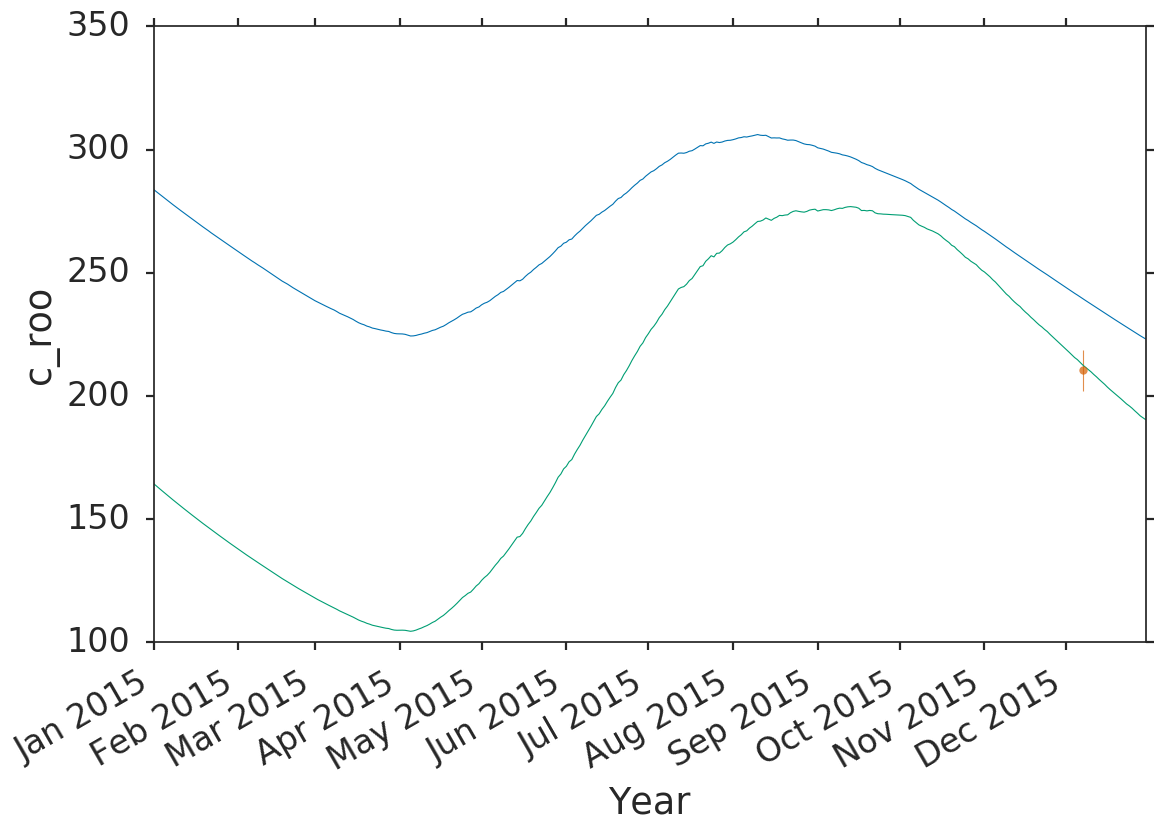 350
300
250
200
150
100
c_roo
Jan 2015
Feb 2015
Mar 2015
Apr 2015
May 2015
Jun 2015
Jul 2015
Aug 2015
Sep 2015
Oct 2015
Nov 2015
Dec 2015
Year